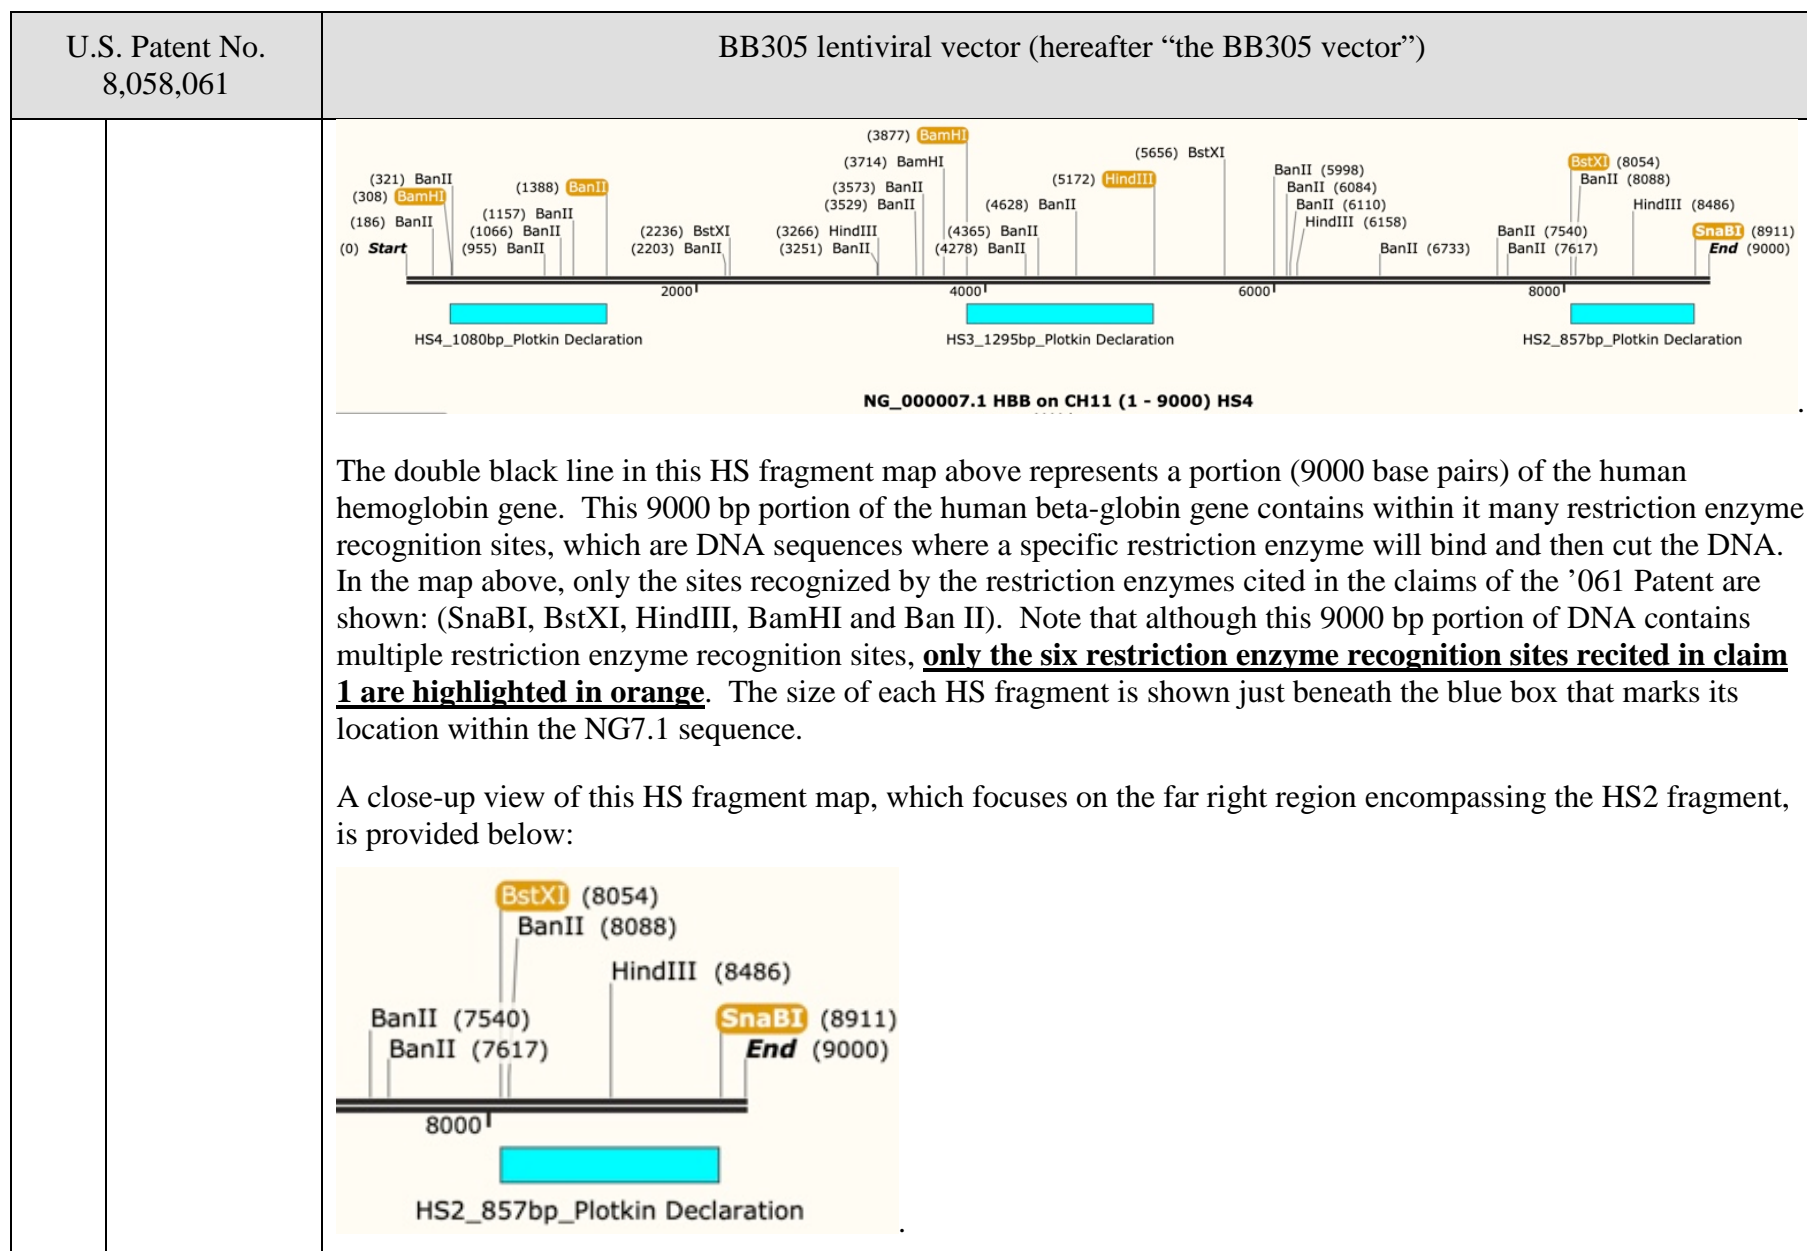 U.S. Patent No.
8,058,061
BB305 lentiviral vector (hereafter “the BB305 vector”)
(3877) BamHI
(3714) BamHI
(5656) BstXI
BstXI (8054)
(321) BanII
(1388) BanII
(3573) BanII
(5172) HindIII
BanII (5998)
BanII (8088)
(308) BamHI
(3529) BanII
(4628) BanII
BanII (6084)
BanII (6110)
HindIII (8486)
(186) BanII
(1157) BanII
HindIII (6158)
(1066) BanII
(2236) BstXI
(3266) HindIII
(4365) BanII
BanII (7540)
SnaBI (8911)
(0) Start
(955) BanII
(2203) BanII
(3251) BanII
(4278) BanII
BanII (6733)
BanII (7617)
End (9000)
2000
4000
6000
8000
HS4_1080bp_Plotkin Declaration
HS3_1295bp_Plotkin Declaration
HS2_857bp_Plotkin Declaration
NG_000007.1 HBB on CH11 (1 - 9000) HS4
.
The double black line in this HS fragment map above represents a portion (9000 base pairs) of the human
hemoglobin gene.  This 9000 bp portion of the human beta-globin gene contains within it many restriction enzyme
recognition sites, which are DNA sequences where a specific restriction enzyme will bind and then cut the DNA.
In the map above, only the sites recognized by the restriction enzymes cited in the claims of the ’061 Patent are
shown: (SnaBI, BstXI, HindIII, BamHI and Ban II).  Note that although this 9000 bp portion of DNA contains
multiple restriction enzyme recognition sites, only the six restriction enzyme recognition sites recited in claim
1 are highlighted in orange.  The size of each HS fragment is shown just beneath the blue box that marks its
location within the NG7.1 sequence.
A close-up view of this HS fragment map, which focuses on the far right region encompassing the HS2 fragment,
is provided below:
BstXI (8054)
BanII (8088)
HindIII (8486)
BanII (7540)
SnaBI (8911)
BanII (7617)
End (9000)
8000
HS2_857bp_Plotkin Declaration
.